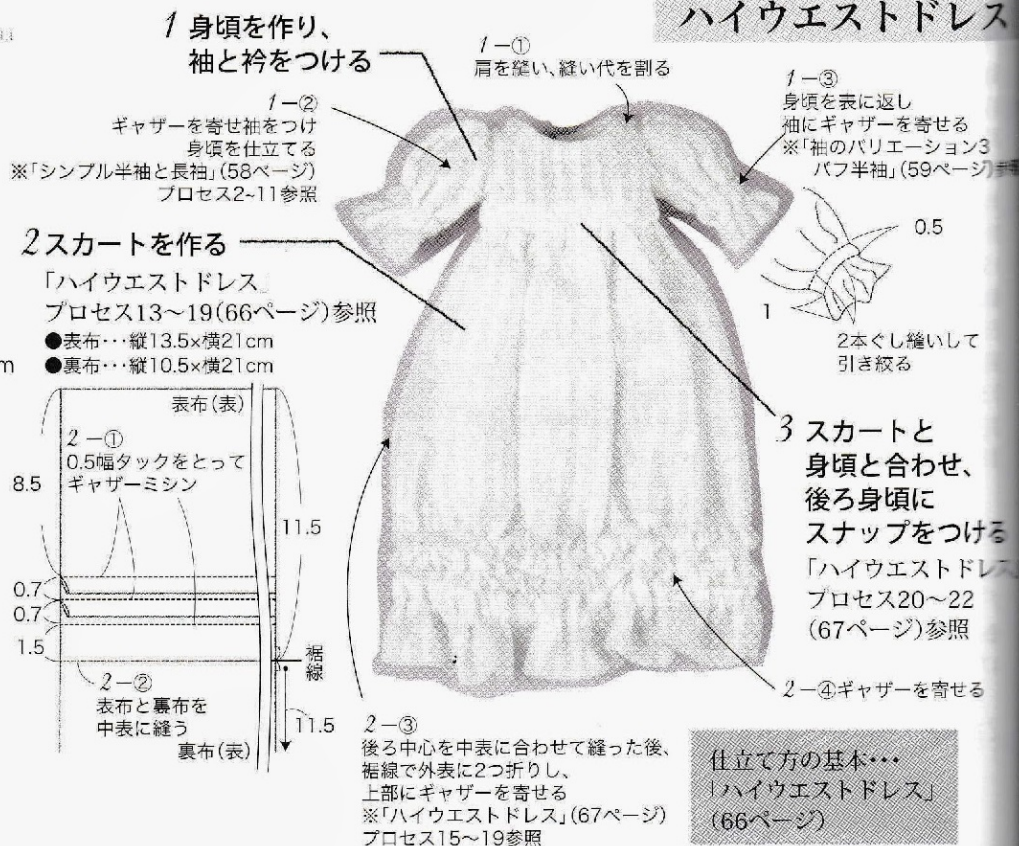 ハイウエストドレス
1 身頃を作り、
袖と衿をつける
1-①
肩を縫い、縫い代を割る
1-②
ギャザーを寄せ袖をつけ
身頃を仕立てる
※「シンプル半袖と長袖」(58ページ)
プロセス2~11参照
1-③
身頃を表に返し
袖にギャザーを寄せる
※「袖のバリエーション3
パフ半袖」(59ページ)参照
0.5
1
2本ぐし縫いして
引き絞る
2 スカートを作る
「ハイウエストドレス」
プロセス13〜19(66ページ)参照
●表布･･･縦13.5×横21cm
●裏布･･･縦10.5×横21cm
m
表布(表)
2-①
0.5幅タックをとって
ギャザーミシン
8.5
11.5
0.7
0.7
1.5
裾線
2-②
表布と裏布を
中表に縫う
11.5
裏布(表)
2-③
後ろ中心を中表に合わせて縫った後、
裾線で外表に2つ折りし、
上部にギャザーを寄せる
※「ハイウエストドレス」(67ページ)
プロセス15〜19参照
3 スカートと
身頃と合わせ、
後ろ身頃に
スナップをつける
「ハイウエストドレス」
プロセス20〜22
(67ページ)参照
2-④ギャザーを寄せる
仕立て方の基本･･･
「ハイウエストドレス」
(66ページ)